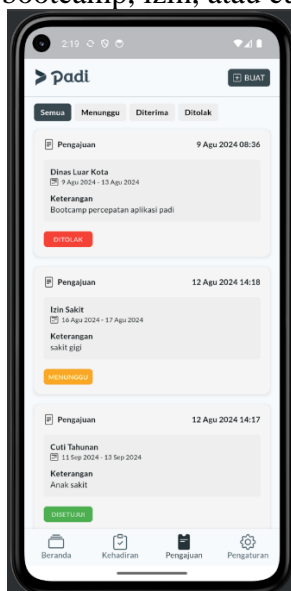 2:19
Padi
BUAT
Semua Menunggu Diterima Ditolak
Pengajuan 9 Agu 2024 08:36
Dinas Luar Kota
9 Agu 2024 - 13 Agu 2024
Keterangan
Bootcamp percepatan aplikasi padi
DITOLAK
Pengajuan 12 Agu 2024 14:18
Izin Sakit
16 Agu 2024 - 17 Agu 2024
Keterangan
sakit gigi
MENUNGGU
Pengajuan 12 Agu 2024 14:17
Cuti Tahunan
11 Sep 2024 - 13 Sep 2024
Keterangan
Anak sakit
DISETUJUI
Beranda Kehadiran Pengajuan Pengaturan